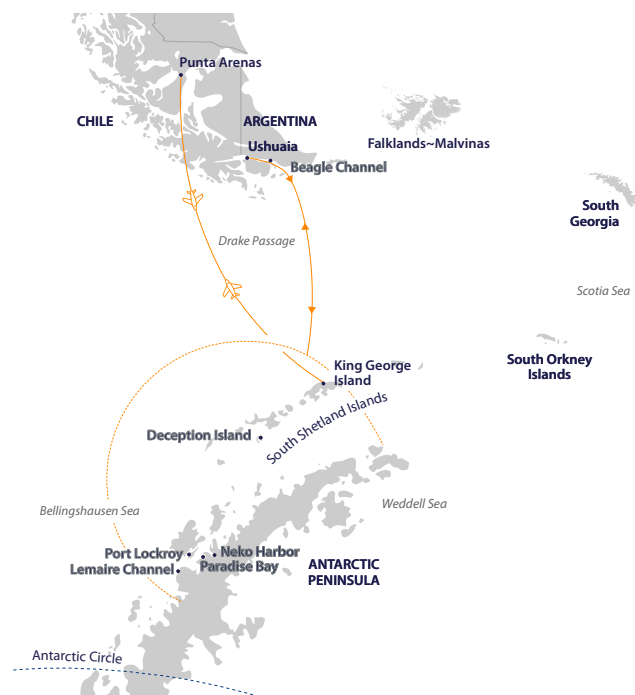 Punta Arenas
CHILE
ARGENTINA
Ushuaia
Beagle Channel
Falklands~Malvinas
South
Georgia
Drake Passage
Scotia Sea
King George
Island
South Orkney
Islands
South Shetland Islands
Deception Island
Bellingshausen Sea
Weddell Sea
Port Lockroy
Neko Harbor
Lemaire Channel
Paradise Bay
ANTARCTIC
PENINSULA
Antarctic Circle